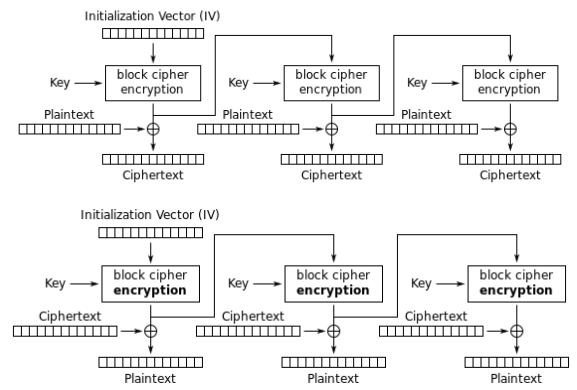 Initialization Vector (IV)
Key
block cipher
encryption
Key
block cipher
encryption
Key
block cipher
encryption
Plaintext
Plaintext
Plaintext
Ciphertext
Ciphertext
Ciphertext
Initialization Vector (IV)
Key
block cipher
encryption
Key
block cipher
encryption
Key
block cipher
encryption
Ciphertext
Ciphertext
Ciphertext
Plaintext
Plaintext
Plaintext